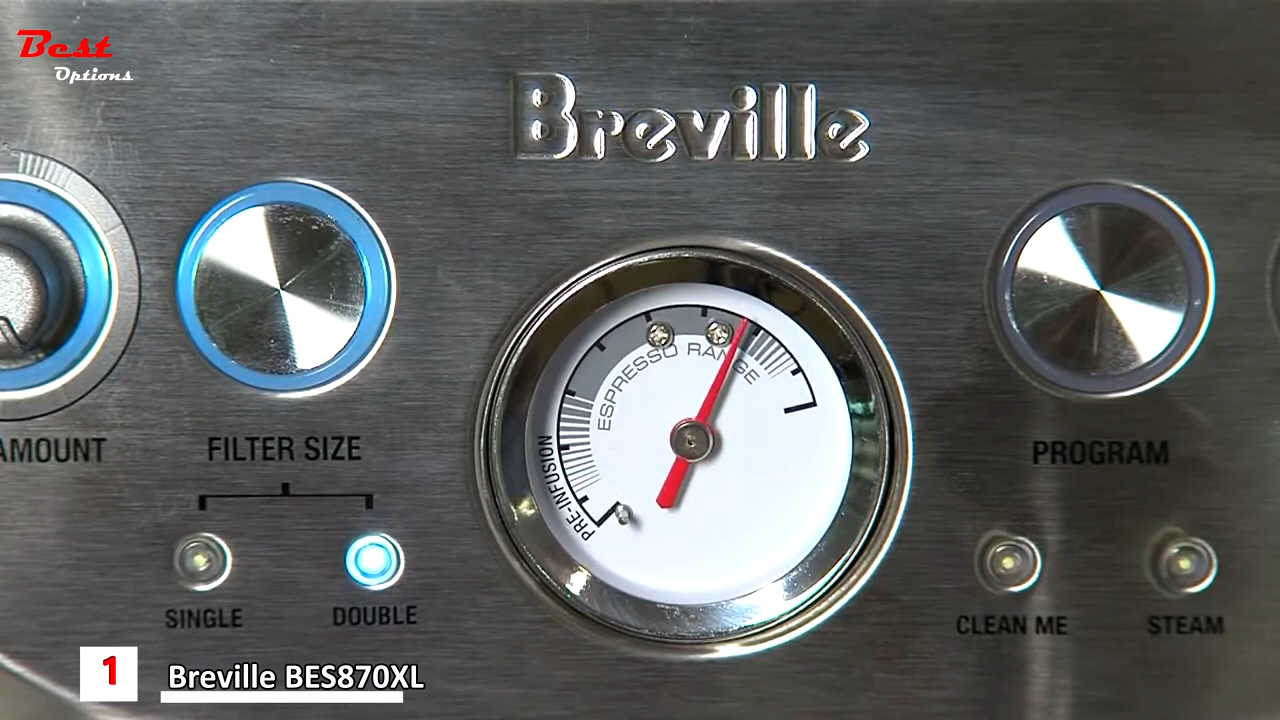 Best
Options
Breville
AMOUNT
FILTER SIZE
SINGLE
DOUBLE
ESPRESSO RANGE
PRE-INFUSION
PROGRAM
CLEAN ME
STEAM
1
Breville BES870XL